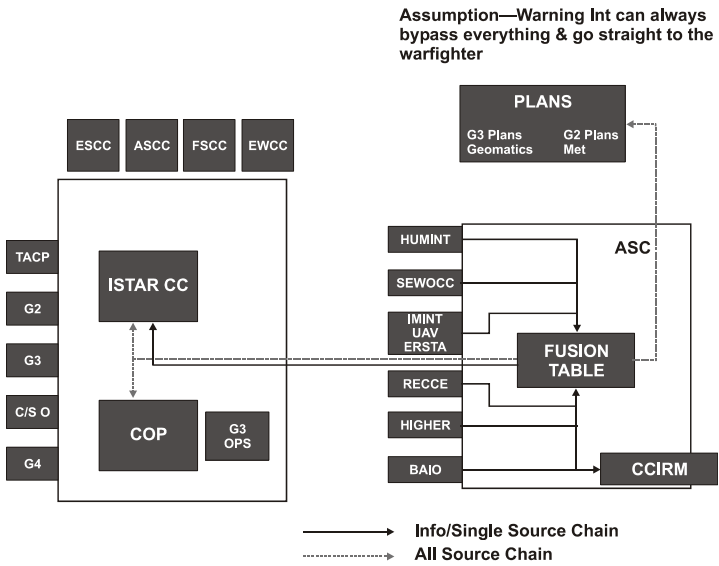 Assumption—Warning Int can always
bypass everything & go straight to the
warfighter
PLANS
G3 Plans G2 Plans
Geomatics Met
ESCC ASCC FSCC EWCC
TACP
G2
G3
C/S O
G4
ISTAR CC
COP
G3
OPS
HUMINT
SEWOCC
IMINT
UAV
ERSTA
RECCE
HIGHER
BAIO
ASC
FUSION
TABLE
CCIRM
Info/Single Source Chain
All Source Chain